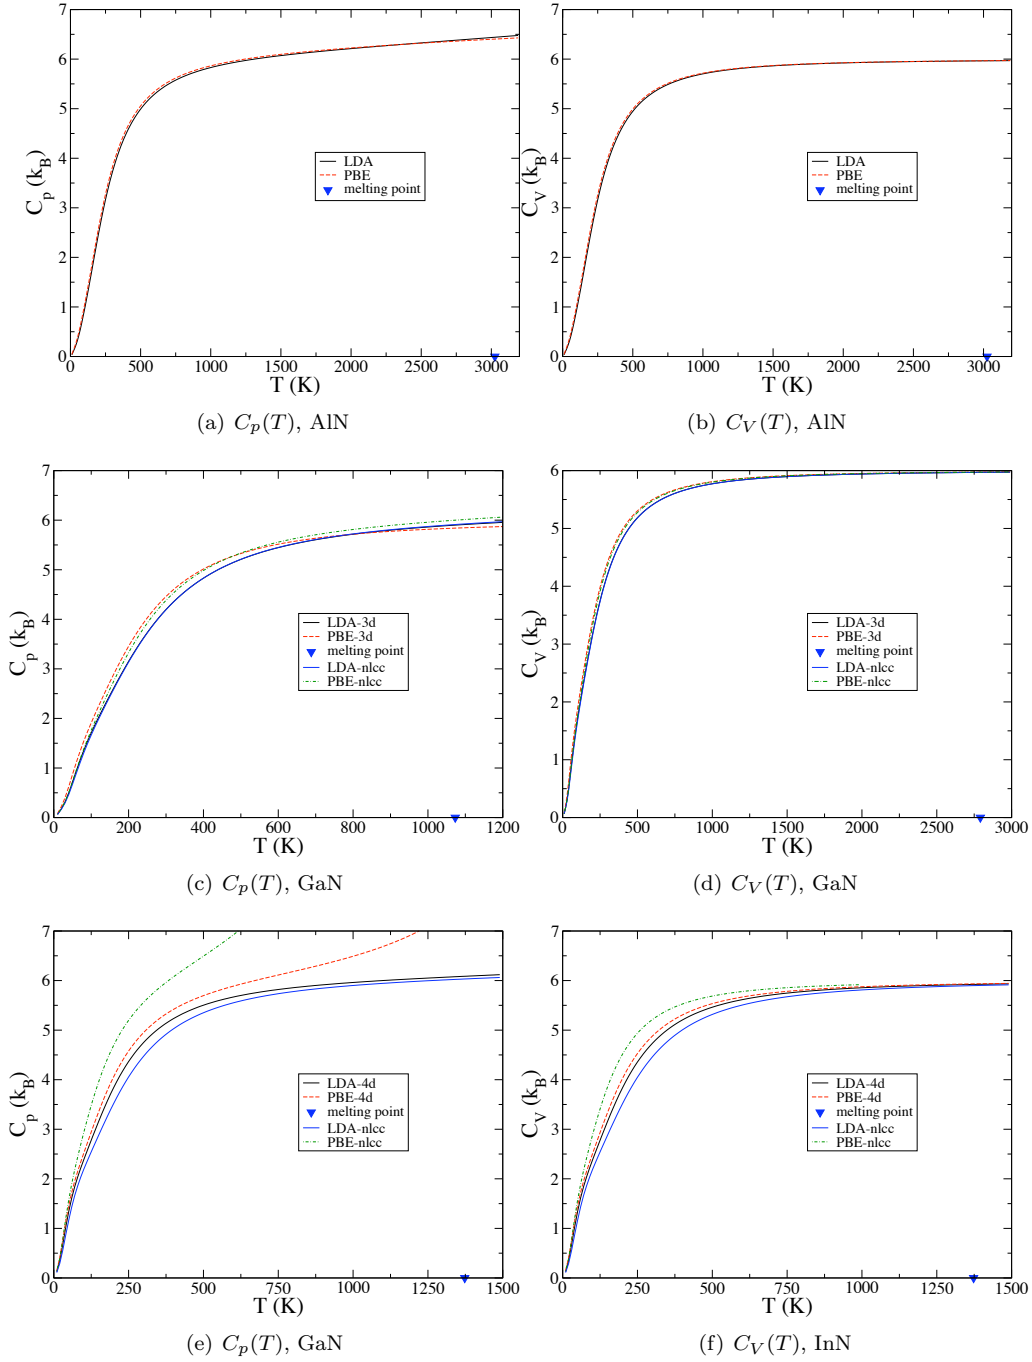 7
6
5
4
3
2
1
0
C_p (k_B)
LDA
PBE
melting point
0 500 1000 1500 2000 2500 3000
T (K)
(a) C_p(T), AlN
7
6
5
4
3
2
1
0
C_V (k_B)
LDA
PBE
melting point
0 500 1000 1500 2000 2500 3000
T (K)
(b) C_V(T), AlN
7
6
5
4
3
2
1
0
C_p (k_B)
LDA-3d
PBE-3d
melting point
LDA-nlcc
PBE-nlcc
0 200 400 600 800 1000 1200
T (K)
(c) C_p(T), GaN
6
5
4
3
2
1
0
C_V (k_B)
LDA-3d
PBE-3d
melting point
LDA-nlcc
PBE-nlcc
0 500 1000 1500 2000 2500 3000
T (K)
(d) C_V(T), GaN
7
6
5
4
3
2
1
0
C_p (k_B)
LDA-4d
PBE-4d
melting point
LDA-nlcc
PBE-nlcc
0 250 500 750 1000 1250 1500
T (K)
(e) C_p(T), GaN
7
6
5
4
3
2
1
0
C_V (k_B)
LDA-4d
PBE-4d
melting point
LDA-nlcc
PBE-nlcc
0 250 500 750 1000 1250 1500
T (K)
(f) C_V(T), InN